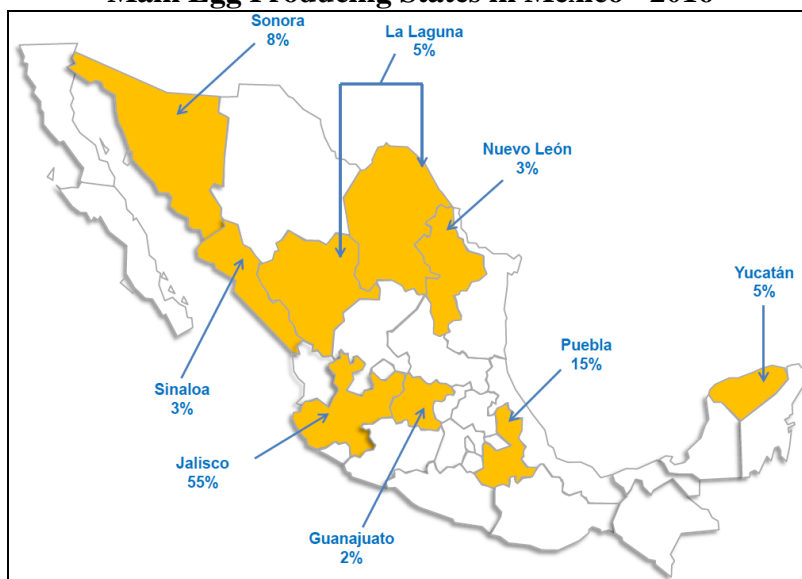 Main Egg Producing States in Mexico - 2016
Sonora
8%
La Laguna
5%
Nuevo León
3%
Yucatán
5%
Puebla
15%
Sinaloa
3%
Jalisco
55%
Guanajuato
2%